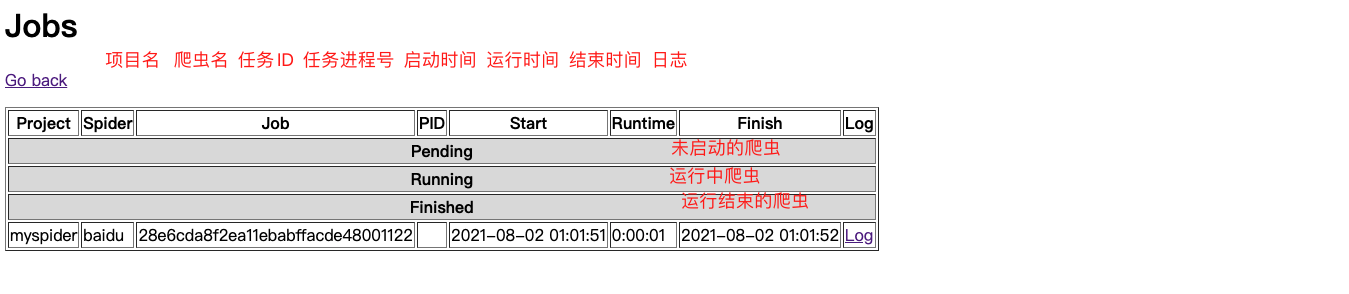 Jobs
项目名 爬虫名 任务ID 任务进程号 启动时间 运行时间 结束时间 日志
Go back
Project Spider Job PID Start Runtime Finish Log
Pending 未启动的爬虫
Running 运行中爬虫
Finished 运行结束的爬虫
myspider baidu 28e6cda8f2ea11ebabffacde48001122 2021-08-02 01:01:51 0:00:01 2021-08-02 01:01:52 Log